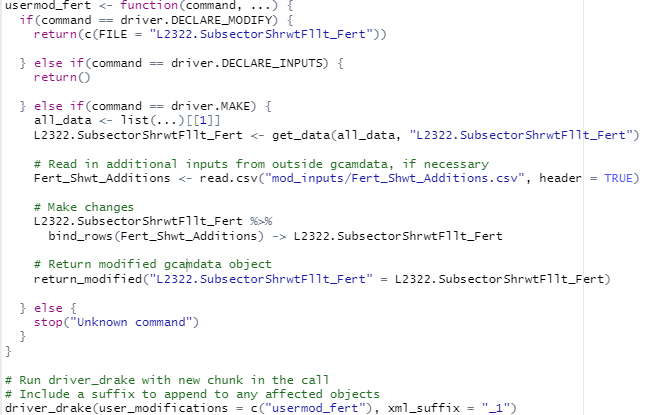 usermod_fert <- function(command, ...) {
  if(command == driver.DECLARE_MODIFY) {
    return(c(FILE = "L2322.SubsectorShrwtFllt_Fert"))
  } else if(command == driver.DECLARE_INPUTS) {
    return()
  } else if(command == driver.MAKE) {
    all_data <- list(...)[[1]]
    L2322.SubsectorShrwtFllt_Fert <- get_data(all_data, "L2322.SubsectorShrwtFllt_Fert")
    # Read in additional inputs from outside gcamdata, if necessary
    Fert_Shwt_Additions <- read.csv("mod_inputs/Fert_Shwt_Additions.csv", header = TRUE)
    # Make changes
    L2322.SubsectorShrwtFllt_Fert %>%
      bind_rows(Fert_Shwt_Additions) -> L2322.SubsectorShrwtFllt_Fert
    # Return modified gcamdata object
    return_modified("L2322.SubsectorShrwtFllt_Fert" = L2322.SubsectorShrwtFllt_Fert)
  } else {
    stop("Unknown command")
  }
}
# Run driver_drake with new chunk in the call
# Include a suffix to append to any affected objects
driver_drake(user_modifications = c("usermod_fert"), xml_suffix = "_1")